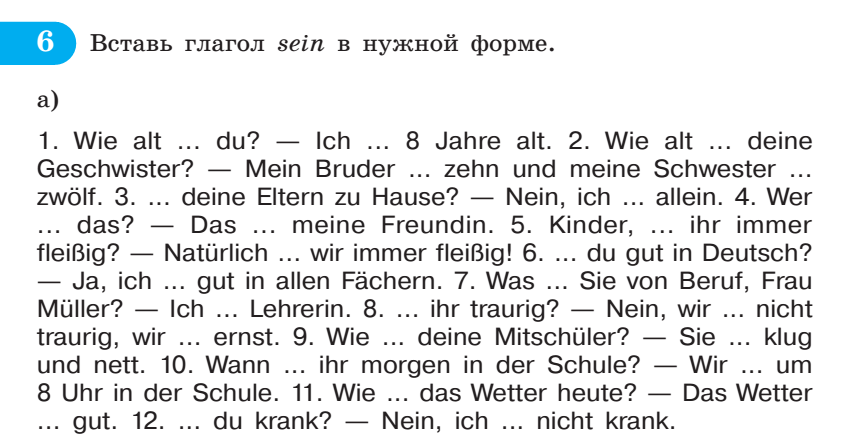 6 Вставь глагол sein в нужной форме.
а)
1. Wie alt ... du? — Ich ... 8 Jahre alt. 2. Wie alt ... deine
Geschwister? — Mein Bruder ... zehn und meine Schwester ...
zwölf. 3. ... deine Eltern zu Hause? — Nein, ich ... allein. 4. Wer
... das? — Das ... meine Freundin. 5. Kinder, ... ihr immer
fleißig? — Natürlich ... wir immer fleißig! 6. ... du gut in Deutsch?
— Ja, ich ... gut in allen Fächern. 7. Was ... Sie von Beruf, Frau
Müller? — Ich ... Lehrerin. 8. ... ihr traurig? — Nein, wir ... nicht
traurig, wir ... ernst. 9. Wie ... deine Mitschüler? — Sie ... klug
und nett. 10. Wann ... ihr morgen in der Schule? — Wir ... um
8 Uhr in der Schule. 11. Wie ... das Wetter heute? — Das Wetter
... gut. 12. ... du krank? — Nein, ich ... nicht krank.